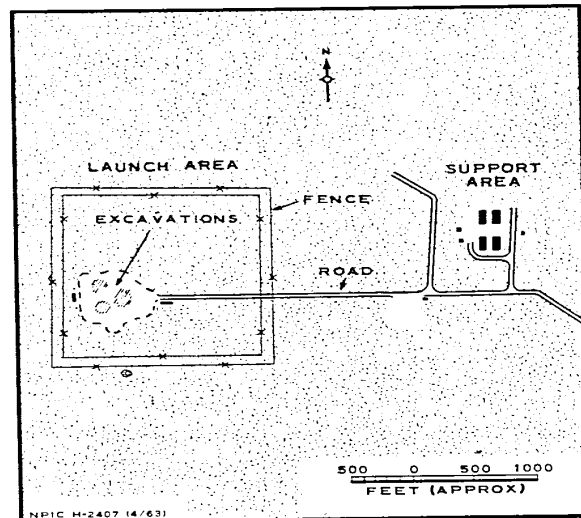 N
LAUNCH AREA
SUPPORT
AREA
FENCE
EXCAVATIONS
ROAD
500 0 500 1000
FEET (APPROX)
NPIC H-2407 (4/63)